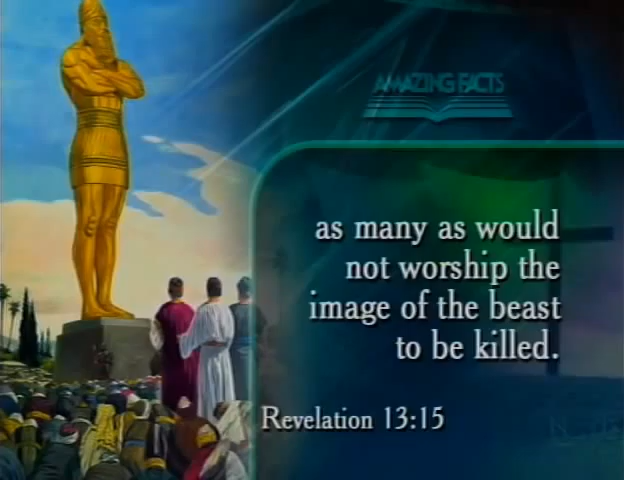 AMAZING FACTS
as many as would
not worship the
image of the beast
to be killed.
Revelation 13:15